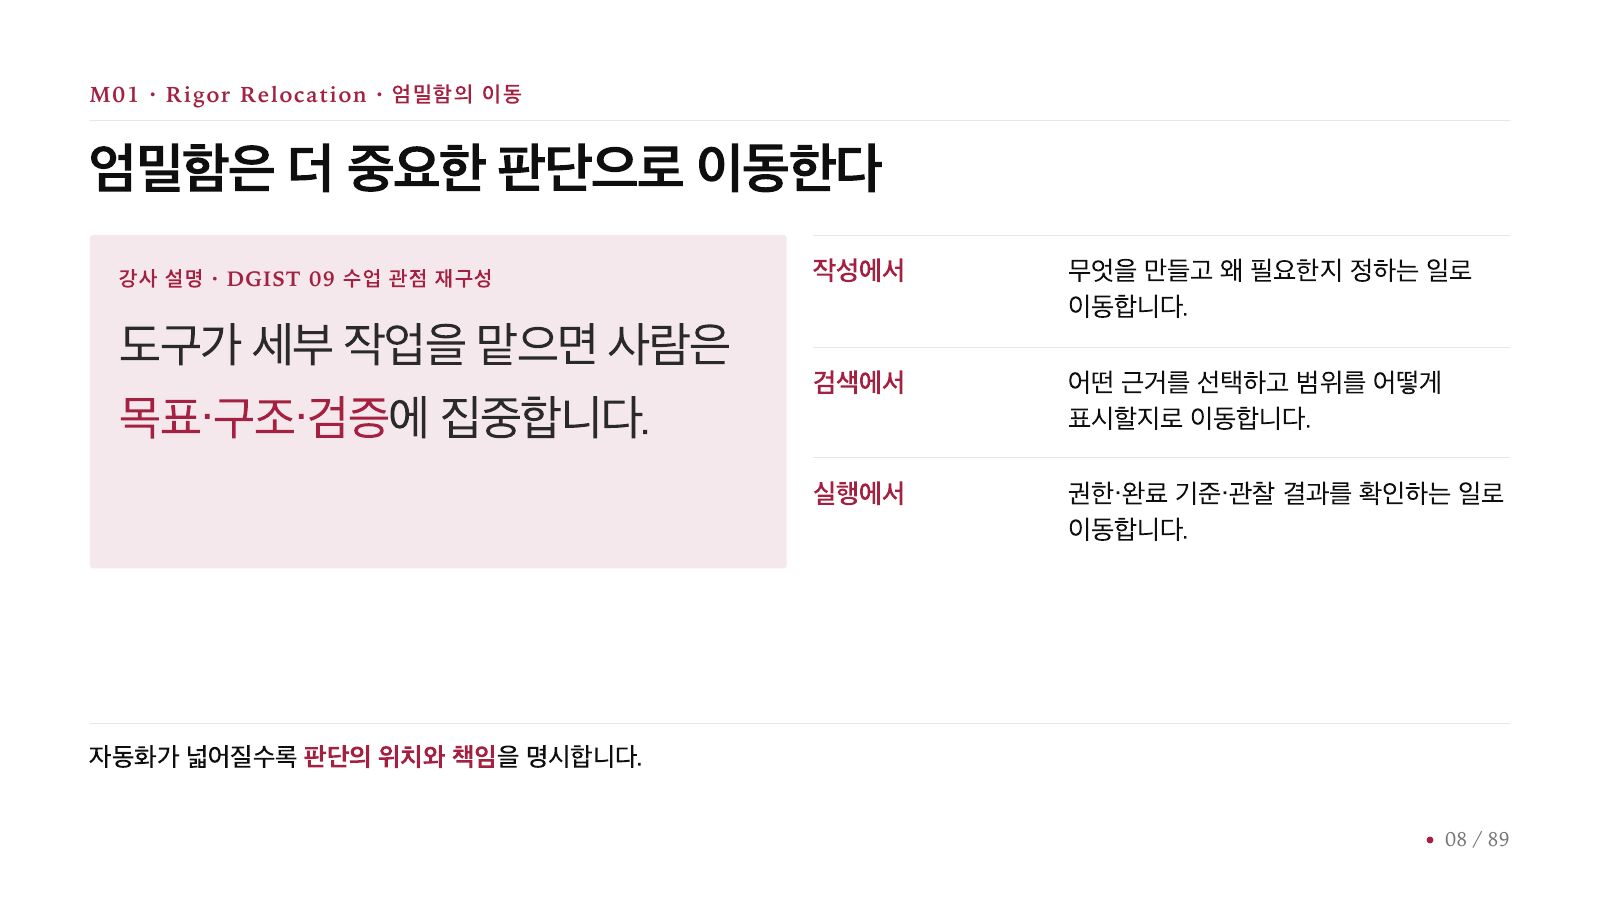 M01 · Rigor Relocation · 엄밀함의 이동
엄밀함은 더 중요한 판단으로 이동한다
강사 설명 · DGIST 09 수업 관점 재구성
도구가 세부 작업을 맡으면 사람은
목표·구조·검증에 집중합니다.
작성에서
무엇을 만들고 왜 필요한지 정하는 일로
이동합니다.
검색에서
어떤 근거를 선택하고 범위를 어떻게
표시할지로 이동합니다.
실행에서
권한·완료 기준·관찰 결과를 확인하는 일로
이동합니다.
자동화가 넓어질수록 판단의 위치와 책임을 명시합니다.
• 08 / 89